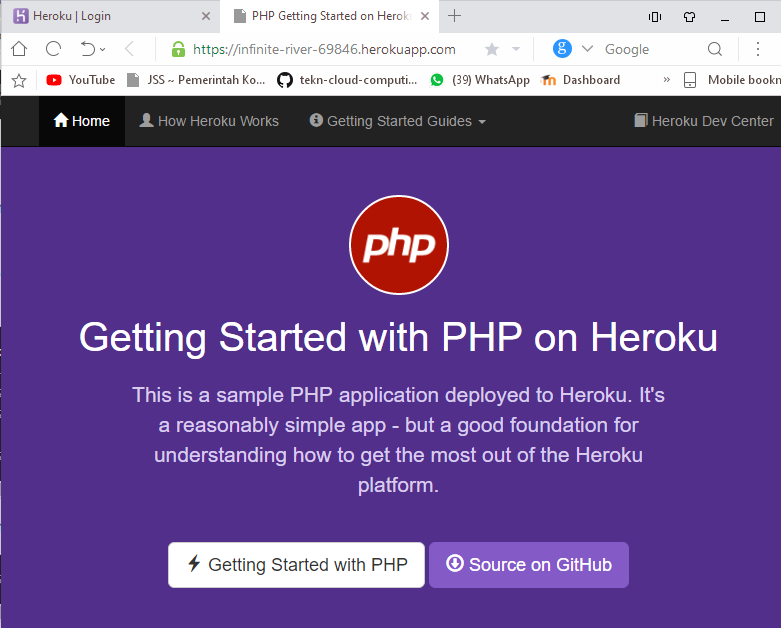 Heroku | Login
PHP Getting Started on Herok
https://infinite-river-69846.herokuapp.com
Google
YouTube
JSS ~ Pemerintah Ko...
tekn-cloud-computi...
(39) WhatsApp
Dashboard
»
Mobile bookn
Home
How Heroku Works
Getting Started Guides
Heroku Dev Center
php
Getting Started with PHP on Heroku
This is a sample PHP application deployed to Heroku. It's
a reasonably simple app - but a good foundation for
understanding how to get the most out of the Heroku
platform.
Getting Started with PHP
Source on GitHub